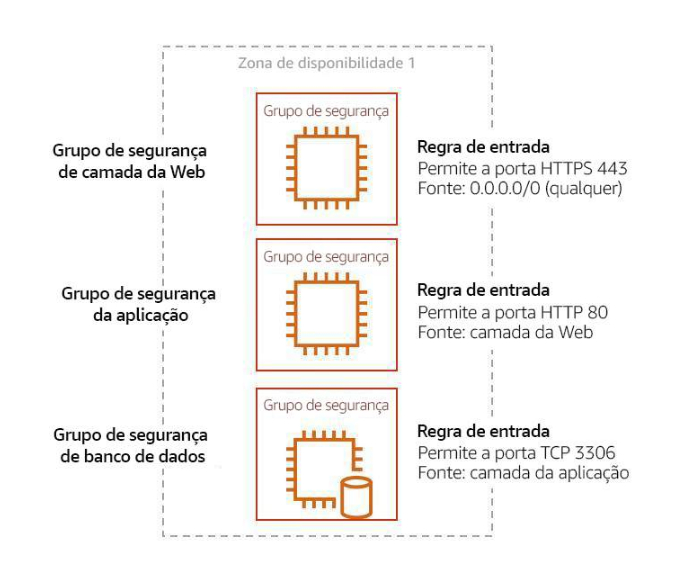 Zona de disponibilidade 1
Grupo de segurança
Grupo de segurança
de camada da Web
Regra de entrada
Permite a porta HTTPS 443
Fonte: 0.0.0.0/0 (qualquer)
Grupo de segurança
Grupo de segurança
da aplicação
Regra de entrada
Permite a porta HTTP 80
Fonte: camada da Web
Grupo de segurança
Grupo de segurança
de banco de dados
Regra de entrada
Permite a porta TCP 3306
Fonte: camada da aplicação